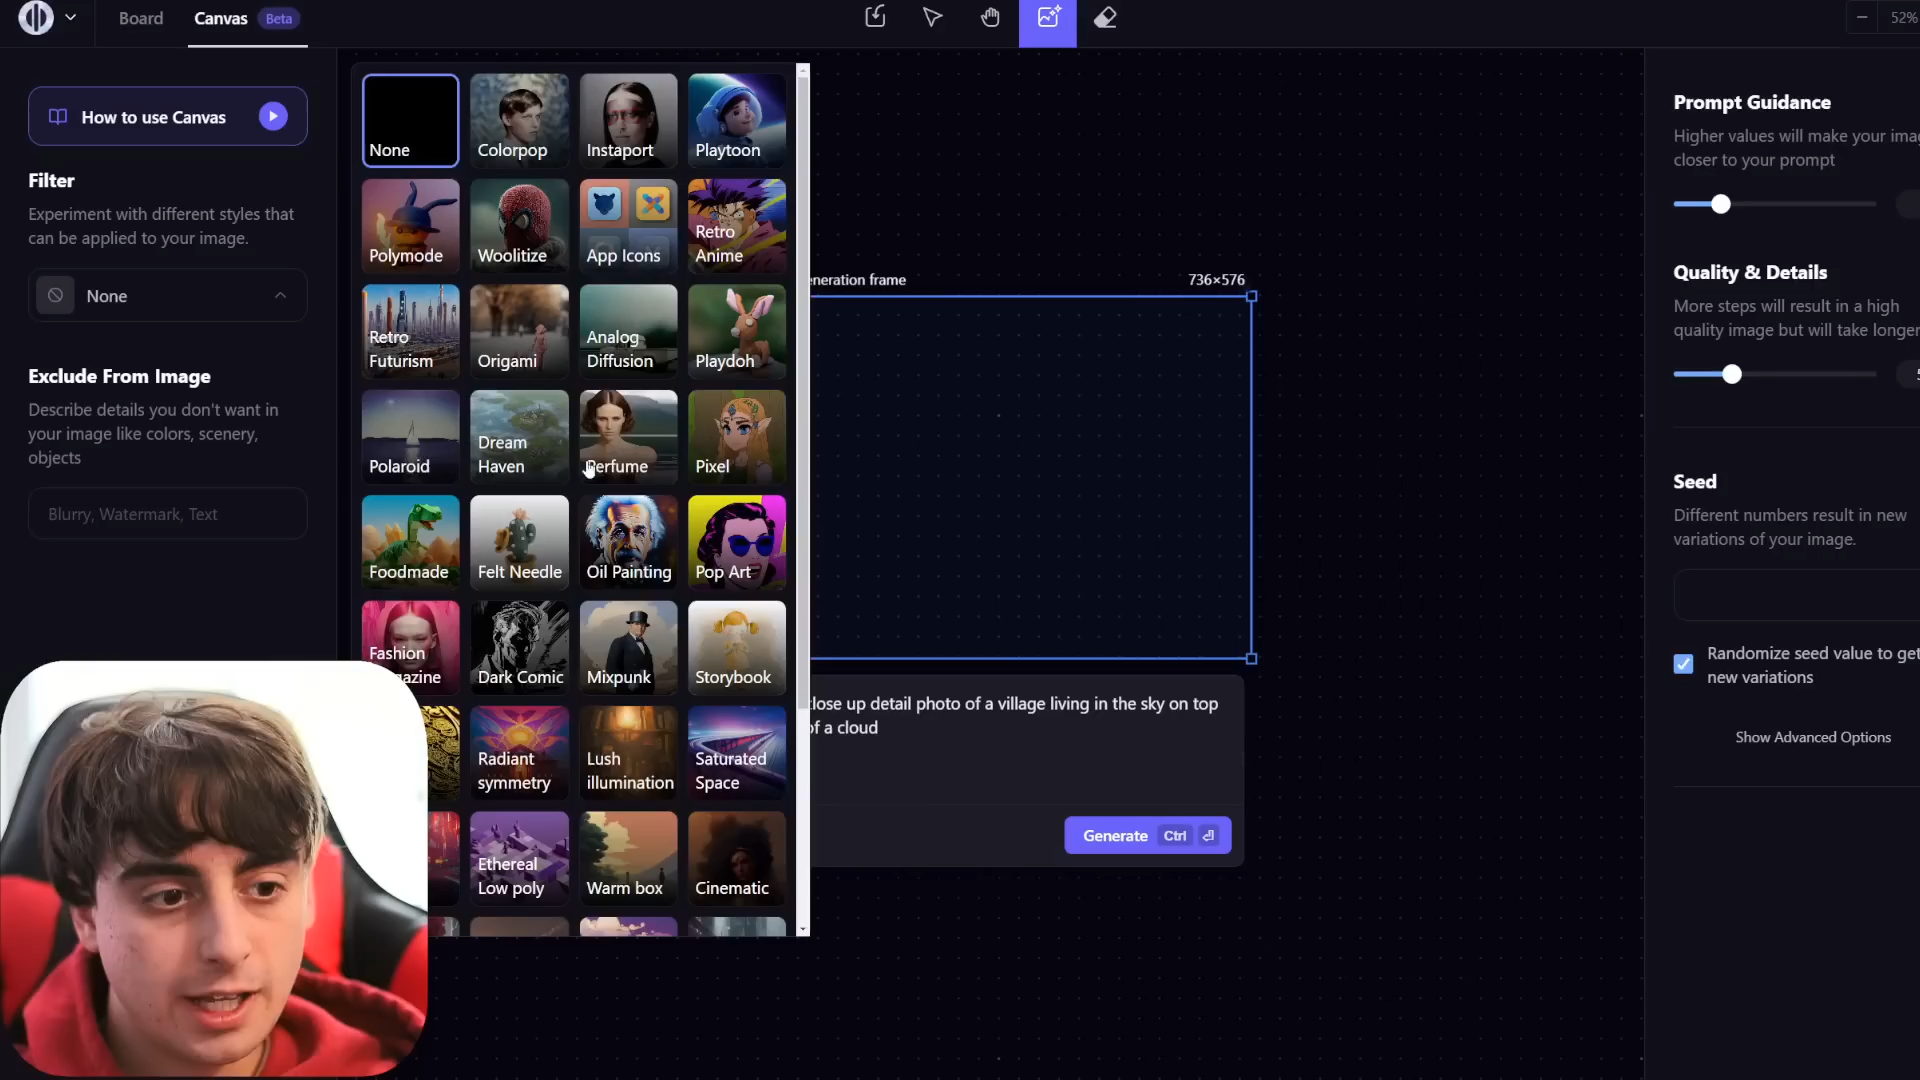 Board
Canvas
Beta
52%
How to use Canvas
Filter
Experiment with different styles that
can be applied to your image.
None
Exclude From Image
Describe details you don't want in
your image like colors, scenery,
objects
Blurry, Watermark, Text
None
Colorpop
Instaport
Playtoon
Polymode
Woolitize
App Icons
Retro
Anime
Retro
Futurism
Origami
Analog
Diffusion
Playdoh
Polaroid
Dream
Haven
Perfume
Pixel
Foodmade
Felt Needle
Oil Painting
Pop Art
Fashion
agazine
Dark Comic
Mixpunk
Storybook
Radiant
symmetry
Lush
illumination
Saturated
Space
Ethereal
Low poly
Warm box
Cinematic
eneration frame
736×576
lose up detail photo of a village living in the sky on top
of a cloud
Generate Ctrl
Prompt Guidance
Higher values will make your imag
closer to your prompt
Quality & Details
More steps will result in a high
quality image but will take longer
5
Seed
Different numbers result in new
variations of your image.
Randomize seed value to get
new variations
Show Advanced Options